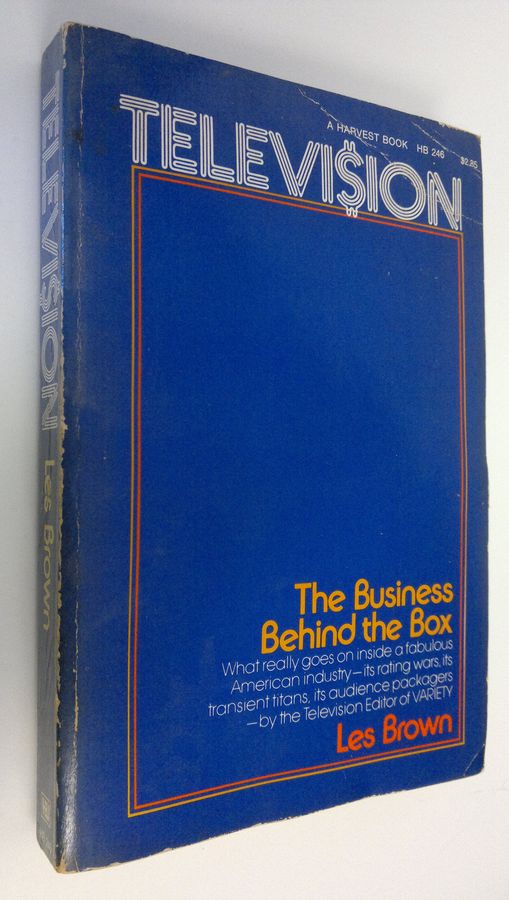 A HARVEST BOOK HB 246 $2.85
TELEVI$ION
The Business
Behind the Box
What really goes on inside a fabulous
American industry—its rating wars, its
transient titans, its audience packagers
—by the Television Editor of VARIETY
Les Brown
TELEVI$ION Les Brown